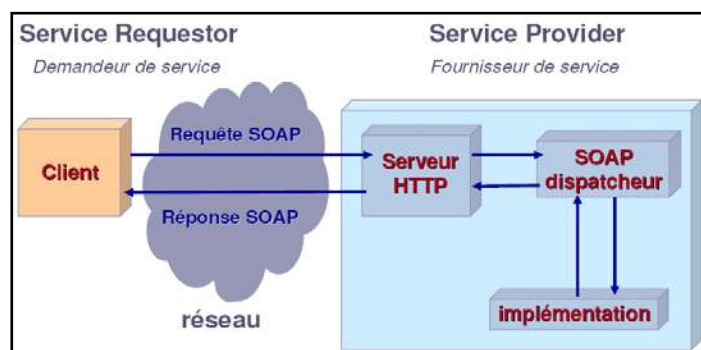 Service Requestor
Demandeur de service
Service Provider
Fournisseur de service
Client
Requête SOAP
Réponse SOAP
réseau
Serveur
HTTP
SOAP
dispatcheur
implémentation